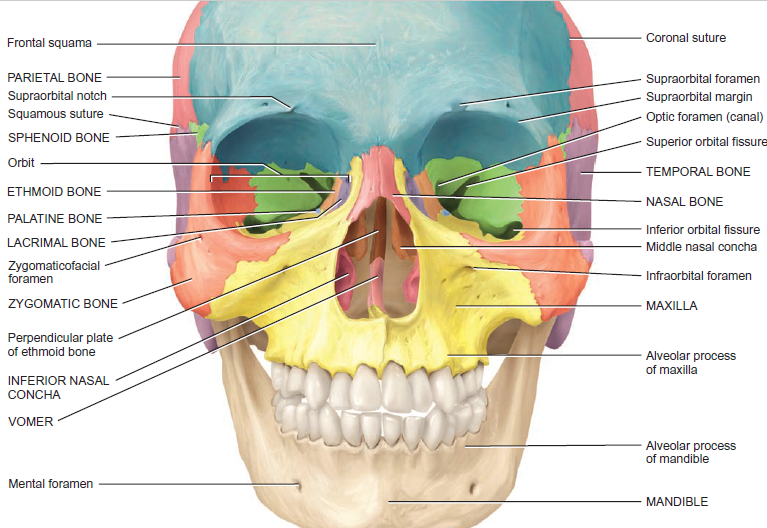 Frontal squama
PARIETAL BONE
Supraorbital notch
Squamous suture
SPHENOID BONE
Orbit
ETHMOID BONE
PALATINE BONE
LACRIMAL BONE
Zygomaticofacial
foramen
ZYGOMATIC BONE
Perpendicular plate
of ethmoid bone
INFERIOR NASAL
CONCHA
VOMER
Mental foramen
Coronal suture
Supraorbital foramen
Supraorbital margin
Optic foramen (canal)
Superior orbital fissure
TEMPORAL BONE
NASAL BONE
Inferior orbital fissure
Middle nasal concha
Infraorbital foramen
MAXILLA
Alveolar process
of maxilla
Alveolar process
of mandible
MANDIBLE